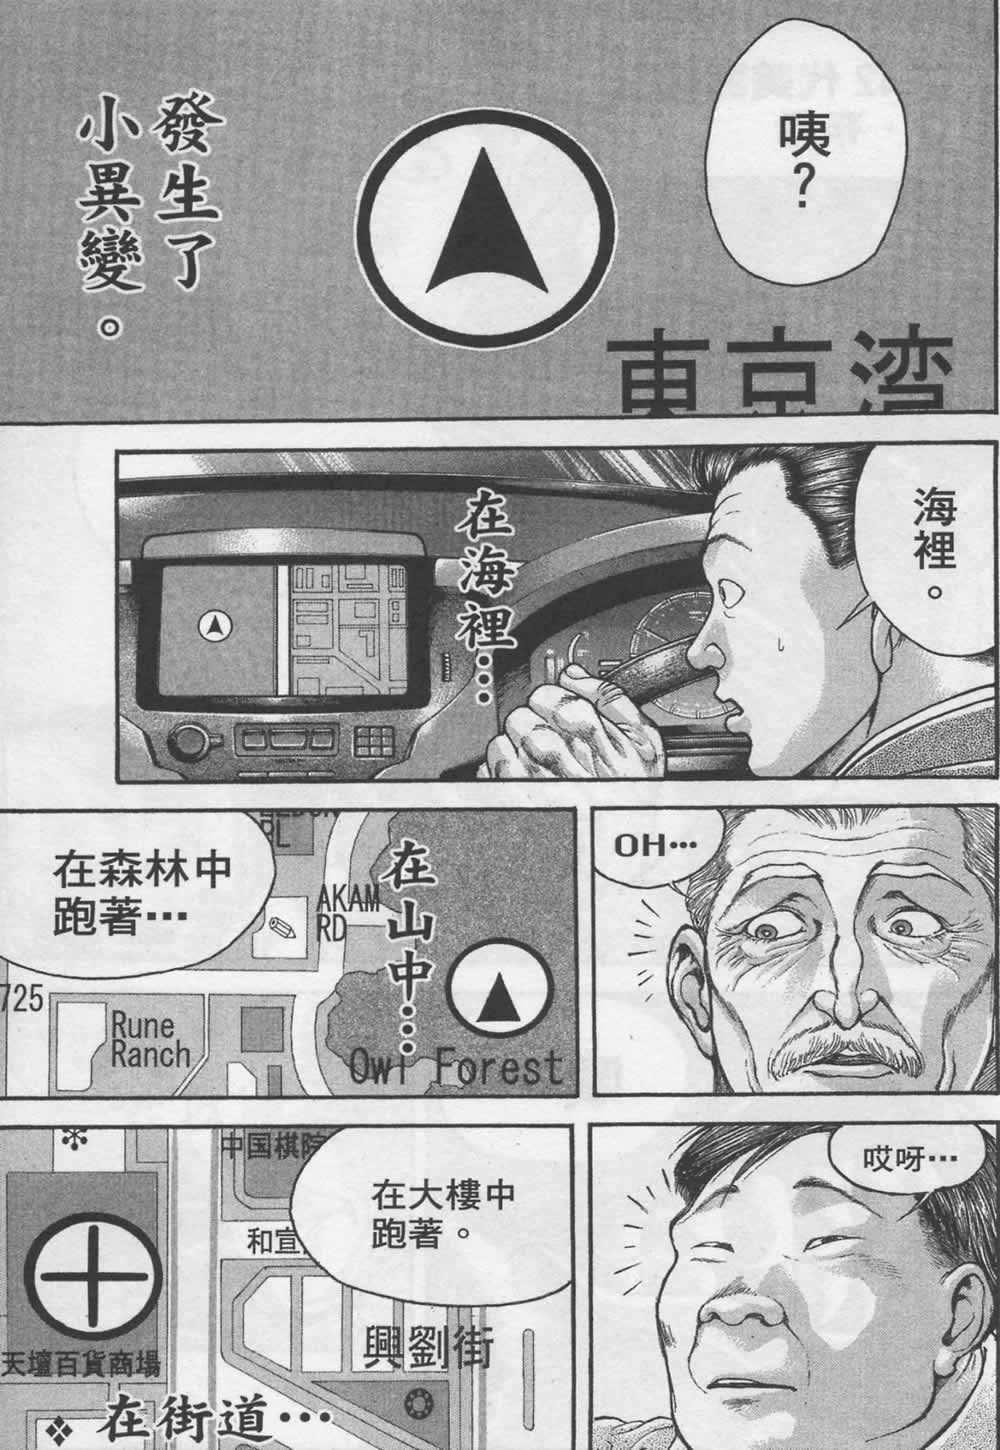 咦？
發生了
小異變。
東京湾
海裡。
在海裡…
OH…
在山中…
在森林中
跑著…
AKAM
RD
RL
725
Rune
Ranch
Owl Forest
哎呀…
在大樓中
跑著。
中国棋院
和宣
興劉街
天壇百貨商場
在街道…